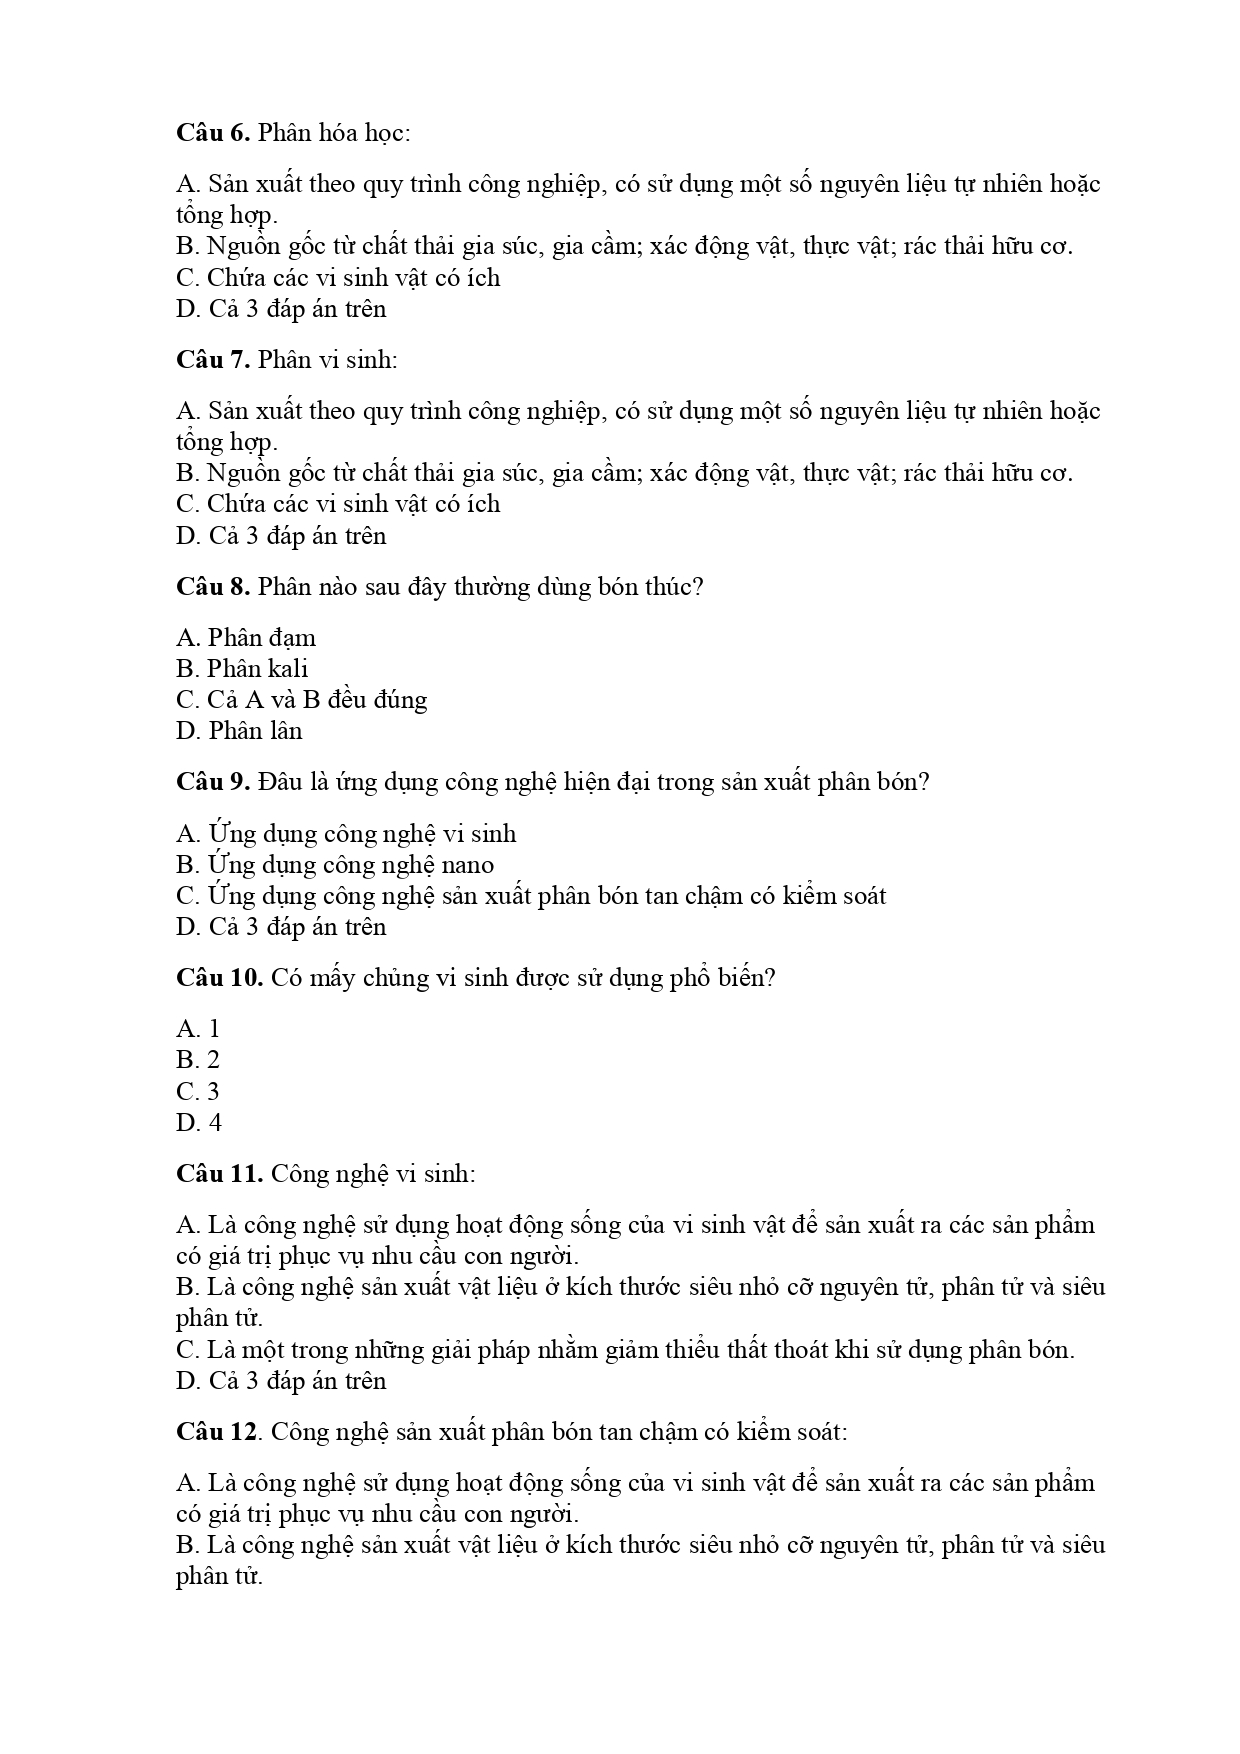 Câu 6. Phân hóa học:
A. Sản xuất theo quy trình công nghiệp, có sử dụng một số nguyên liệu tự nhiên hoặc
tổng hợp.
B. Nguồn gốc từ chất thải gia súc, gia cầm; xác động vật, thực vật; rác thải hữu cơ.
C. Chứa các vi sinh vật có ích
D. Cả 3 đáp án trên
Câu 7. Phân vi sinh:
A. Sản xuất theo quy trình công nghiệp, có sử dụng một số nguyên liệu tự nhiên hoặc
tổng hợp.
B. Nguồn gốc từ chất thải gia súc, gia cầm; xác động vật, thực vật; rác thải hữu cơ.
C. Chứa các vi sinh vật có ích
D. Cả 3 đáp án trên
Câu 8. Phân nào sau đây thường dùng bón thúc?
A. Phân đạm
B. Phân kali
C. Cả A và B đều đúng
D. Phân lân
Câu 9. Đâu là ứng dụng công nghệ hiện đại trong sản xuất phân bón?
A. Ứng dụng công nghệ vi sinh
B. Ứng dụng công nghệ nano
C. Ứng dụng công nghệ sản xuất phân bón tan chậm có kiểm soát
D. Cả 3 đáp án trên
Câu 10. Có mấy chủng vi sinh được sử dụng phổ biến?
A. 1
B. 2
C. 3
D. 4
Câu 11. Công nghệ vi sinh:
A. Là công nghệ sử dụng hoạt động sống của vi sinh vật để sản xuất ra các sản phẩm
có giá trị phục vụ nhu cầu con người.
B. Là công nghệ sản xuất vật liệu ở kích thước siêu nhỏ cỡ nguyên tử, phân tử và siêu
phân tử.
C. Là một trong những giải pháp nhằm giảm thiểu thất thoát khi sử dụng phân bón.
D. Cả 3 đáp án trên
Câu 12. Công nghệ sản xuất phân bón tan chậm có kiểm soát:
A. Là công nghệ sử dụng hoạt động sống của vi sinh vật để sản xuất ra các sản phẩm
có giá trị phục vụ nhu cầu con người.
B. Là công nghệ sản xuất vật liệu ở kích thước siêu nhỏ cỡ nguyên tử, phân tử và siêu
phân tử.